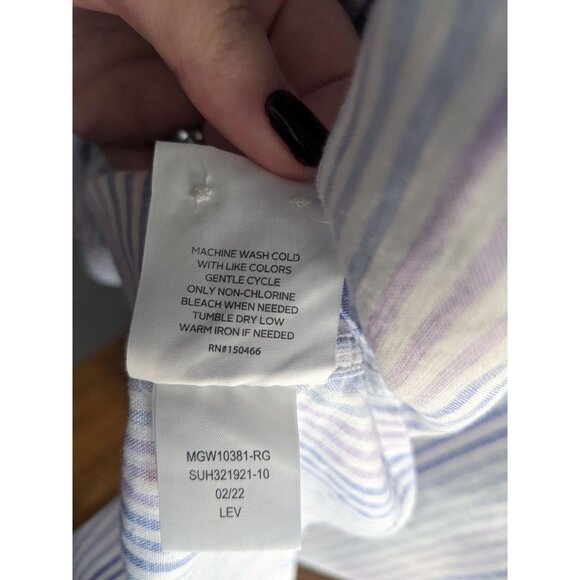 MACHINE WASH COLD
WITH LIKE COLORS
GENTLE CYCLE
ONLY NON-CHLORINE
BLEACH WHEN NEEDED
TUMBLE DRY LOW
WARM IRON IF NEEDED
RN#150466
MGW10381-RG
SUH321921-10
02/22
LEV